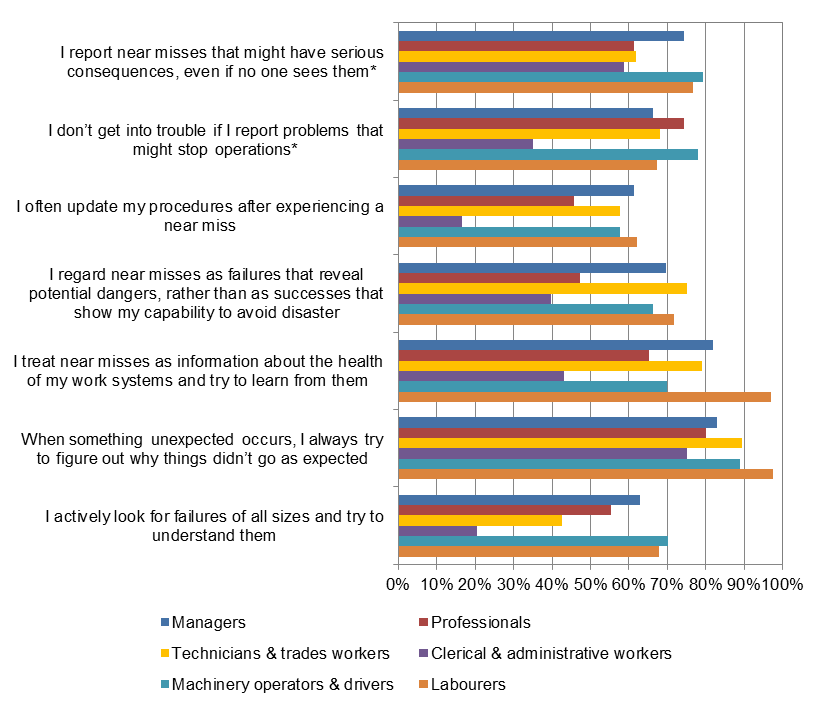 I report near misses that might have serious
consequences, even if no one sees them*
I don’t get into trouble if I report problems that
might stop operations*
I often update my procedures after experiencing a
near miss
I regard near misses as failures that reveal
potential dangers, rather than as successes that
show my capability to avoid disaster
I treat near misses as information about the health
of my work systems and try to learn from them
When something unexpected occurs, I always try
to figure out why things didn’t go as expected
I actively look for failures of all sizes and try to
understand them
0% 10% 20% 30% 40% 50% 60% 70% 80% 90% 100%
Managers Professionals
Technicians & trades workers Clerical & administrative workers
Machinery operators & drivers Labourers